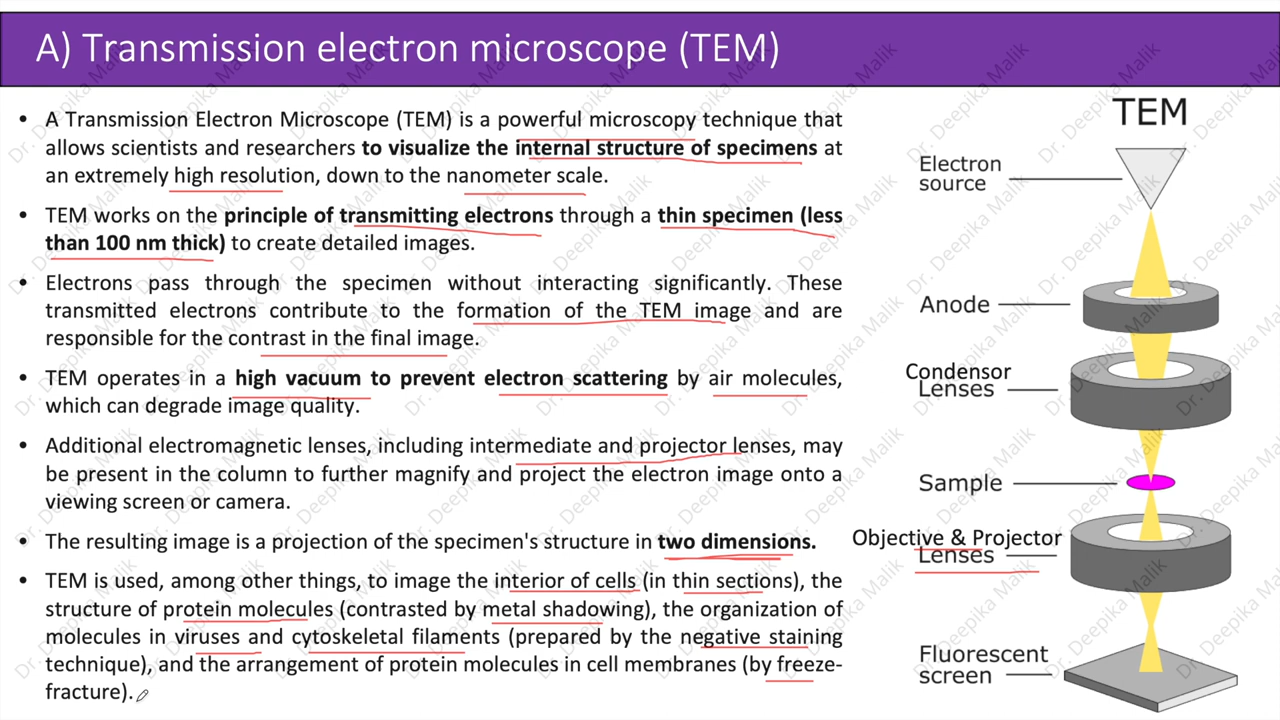 A) Transmission electron microscope (TEM)
• A Transmission Electron Microscope (TEM) is a powerful microscopy technique that
allows scientists and researchers to visualize the internal structure of specimens at
an extremely high resolution, down to the nanometer scale.
• TEM works on the principle of transmitting electrons through a thin specimen (less
than 100 nm thick) to create detailed images.
• Electrons pass through the specimen without interacting significantly. These
transmitted electrons contribute to the formation of the TEM image and are
responsible for the contrast in the final image.
• TEM operates in a high vacuum to prevent electron scattering by air molecules,
which can degrade image quality.
• Additional electromagnetic lenses, including intermediate and projector lenses, may
be present in the column to further magnify and project the electron image onto a
viewing screen or camera.
• The resulting image is a projection of the specimen's structure in two dimensions.
• TEM is used, among other things, to image the interior of cells (in thin sections), the
structure of protein molecules (contrasted by metal shadowing), the organization of
molecules in viruses and cytoskeletal filaments (prepared by the negative staining
technique), and the arrangement of protein molecules in cell membranes (by freeze-
fracture).
TEM
Electron
source
Anode
Condensor
Lenses
Sample
Objective & Projector
Lenses
Fluorescent
screen
Dr. Deepika Malik